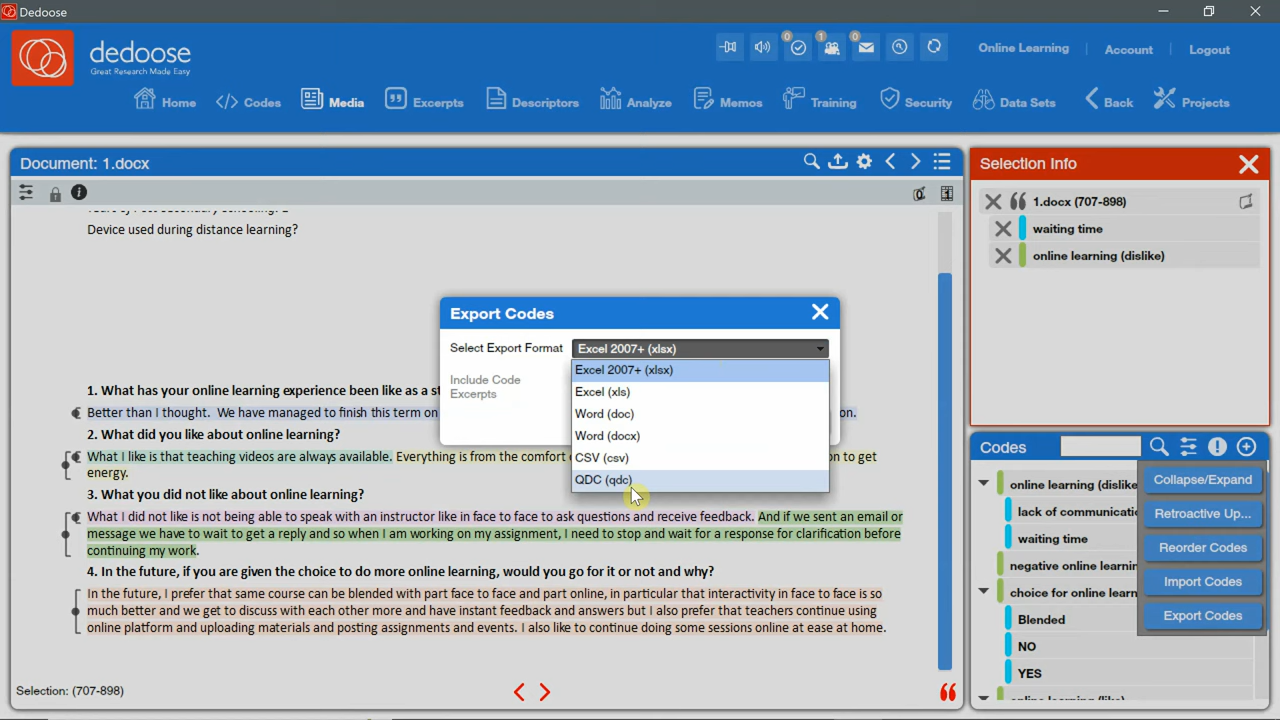 Dedoose
dedoose
Great Research Made Easy
0
1
0
Online Learning
Account
Logout
Home
Codes
Media
Excerpts
Descriptors
Analyze
Memos
Training
Security
Data Sets
Back
Projects
Document: 1.docx
Device used during distance learning?
1. What has your online learning experience been like as a st
Better than I thought. We have managed to finish this term on
on.
2. What did you like about online learning?
What I like is that teaching videos are always available. Everything is from the comfort
on to get
energy.
3. What you did not like about online learning?
What I did not like is not being able to speak with an instructor like in face to face to ask questions and receive feedback. And if we sent an email or
message we have to wait to get a reply and so when I am working on my assignment, I need to stop and wait for a response for clarification before
continuing my work.
4. In the future, if you are given the choice to do more online learning, would you go for it or not and why?
In the future, I prefer that same course can be blended with part face to face and part online, in particular that interactivity in face to face is so
much better and we get to discuss with each other more and have instant feedback and answers but I also prefer that teachers continue using
online platform and uploading materials and posting assignments and events. I also like to continue doing some sessions online at ease at home.
Selection: (707-898)
Export Codes
Select Export Format
Excel 2007+ (xlsx)
Include Code
Excerpts
Excel 2007+ (xlsx)
Excel (xls)
Word (doc)
Word (docx)
CSV (csv)
QDC (qdc)
Selection Info
1.docx (707-898)
waiting time
online learning (dislike)
Codes
online learning (dislike
lack of communicatio
waiting time
negative online learnin
choice for online learn
Blended
NO
YES
online learning (like)
Collapse/Expand
Retroactive Up...
Reorder Codes
Import Codes
Export Codes